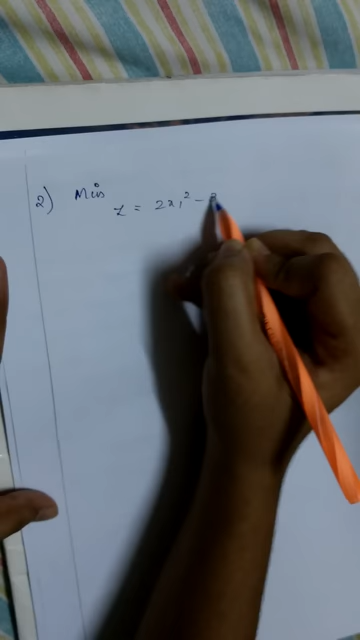 2) Min
z = 2x₁² -